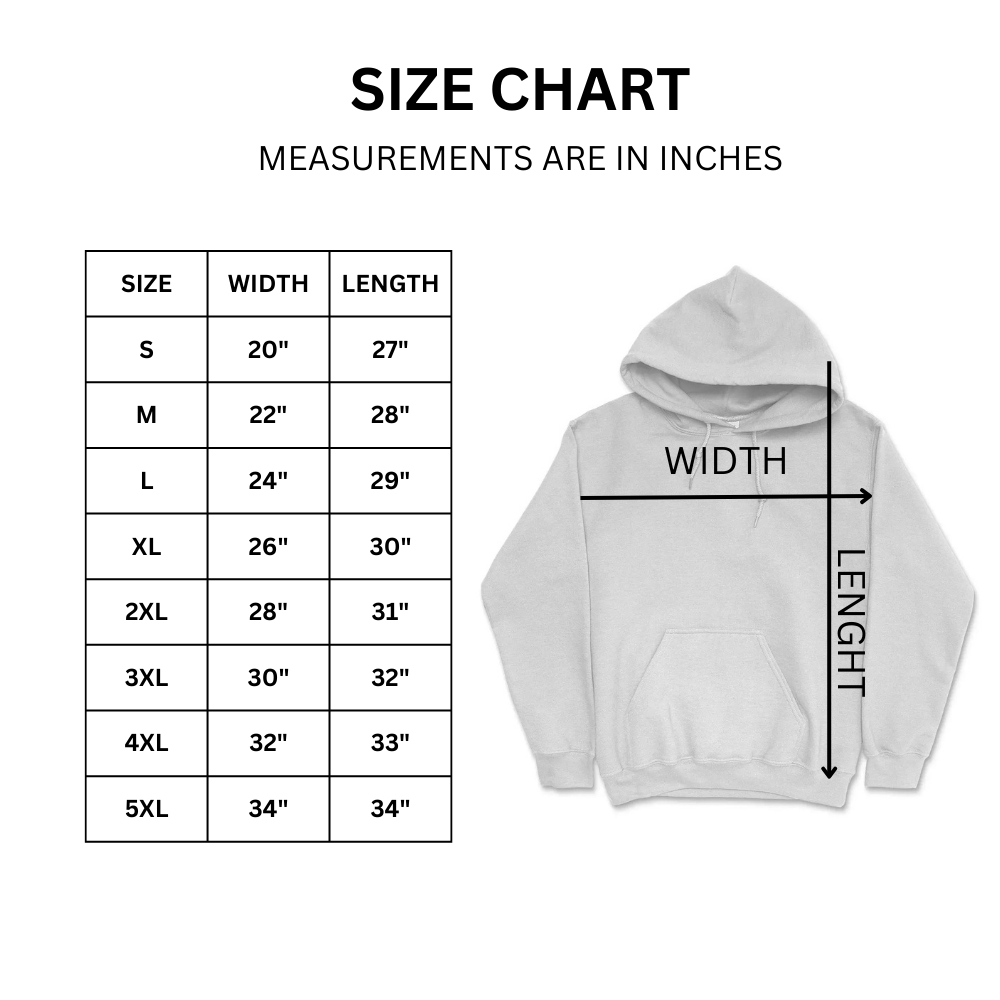 SIZE CHART
MEASUREMENTS ARE IN INCHES
SIZE WIDTH LENGTH
S 20" 27"
M 22" 28"
L 24" 29"
XL 26" 30"
2XL 28" 31"
3XL 30" 32"
4XL 32" 33"
5XL 34" 34"
WIDTH
LENGHT